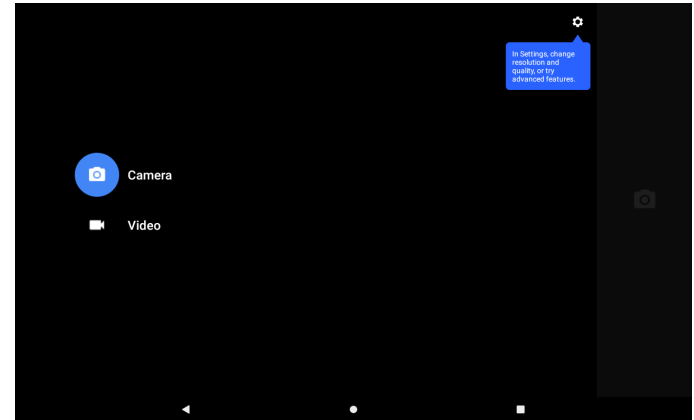 In Settings, change
resolution and
quality, or try
advanced features.
Camera
Video